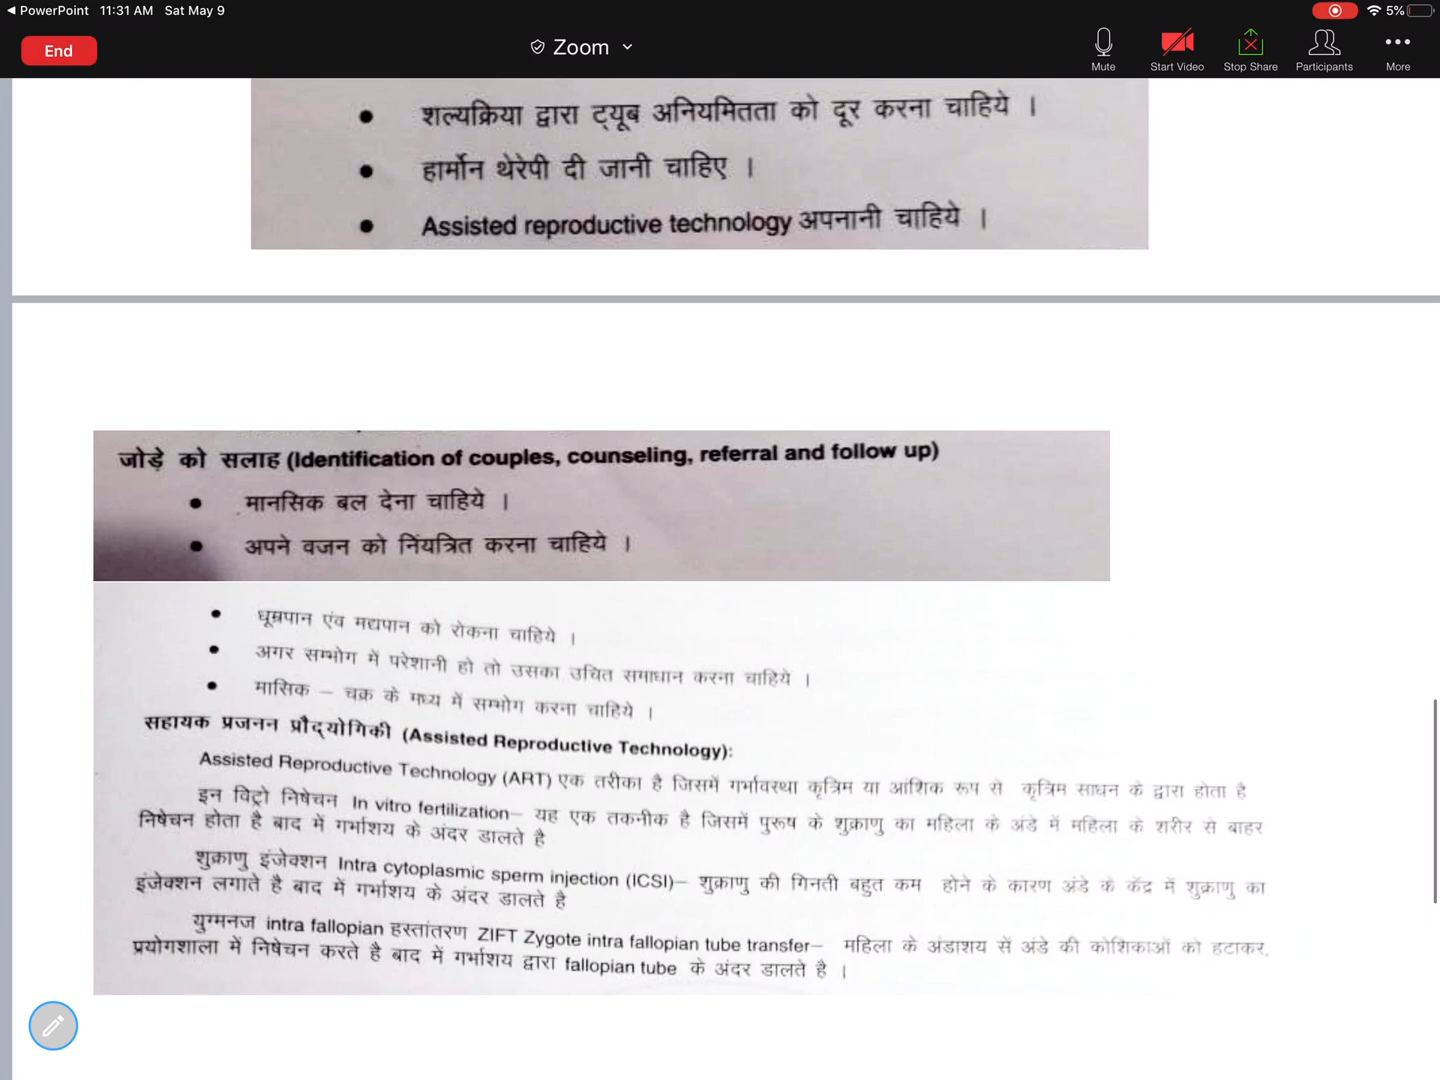 PowerPoint 11:31 AM Sat May 9 5%
End Zoom Mute Start Video Stop Share Participants More
शल्यक्रिया द्वारा ट्यूब अनियमितता को दूर करना चाहिये ।
हार्मोन थेरेपी दी जानी चाहिए ।
Assisted reproductive technology अपनानी चाहिये ।
जोड़े को सलाह (Identification of couples, counseling, referral and follow up)
मानसिक बल देना चाहिये ।
अपने वजन को निंयत्रित करना चाहिये ।
धूम्रपान एंव मद्यपान को रोकना चाहिये ।
अगर सम्भोग में परेशानी हो तो उसका उचित समाधान करना चाहिये ।
मासिक – चक्र के मध्य में सम्भोग करना चाहिये ।
सहायक प्रजनन प्रौद्योगिकी (Assisted Reproductive Technology):
Assisted Reproductive Technology (ART) एक तरीका है जिसमें गर्भावस्था कृत्रिम या आंशिक रूप से कृत्रिम साधन के द्वारा होता है
इन विट्रो निषेचन In vitro fertilization– यह एक तकनीक है जिसमें पुरूष के शुक्राणु का महिला के अंडे में महिला के शरीर से बाहर
निषेचन होता है बाद में गर्भाशय के अंदर डालते है
शुक्राणु इंजेक्शन Intra cytoplasmic sperm injection (ICSI)– शुक्राणु की गिनती बहुत कम होने के कारण अंडे के केंद्र में शुक्राणु का
इंजेक्शन लगाते है बाद में गर्भाशय के अंदर डालते है
युग्मनज intra fallopian हस्तांतरण ZIFT Zygote intra fallopian tube transfer– महिला के अंडाशय सें अंडे की कोशिकाओं को हटाकर,
प्रयोगशाला में निषेचन करते है बाद में गर्भाशय द्वारा fallopian tube के अंदर डालते है ।